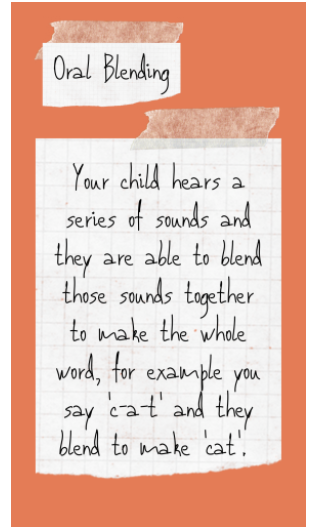 Oral Blending
Your child hears a
series of sounds and
they are able to blend
those sounds together
to make the whole
word, for example you
say 'c-a-t' and they
blend to make 'cat'.